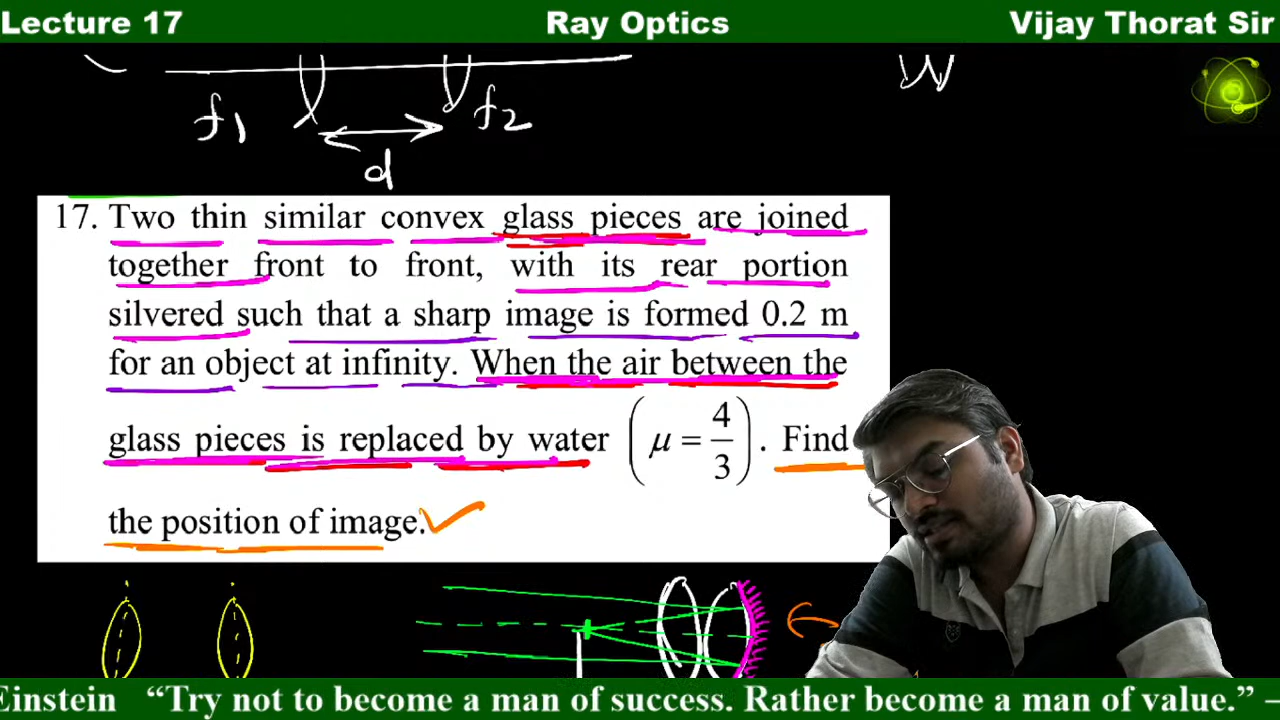 Lecture 17 Ray Optics Vijay Thorat Sir
f1 f2
d
17. Two thin similar convex glass pieces are joined
together front to front, with its rear portion
silvered such that a sharp image is formed 0.2 m
for an object at infinity. When the air between the
glass pieces is replaced by water (μ = 4/3). Find
the position of image.
Einstein “Try not to become a man of success. Rather become a man of value.” –